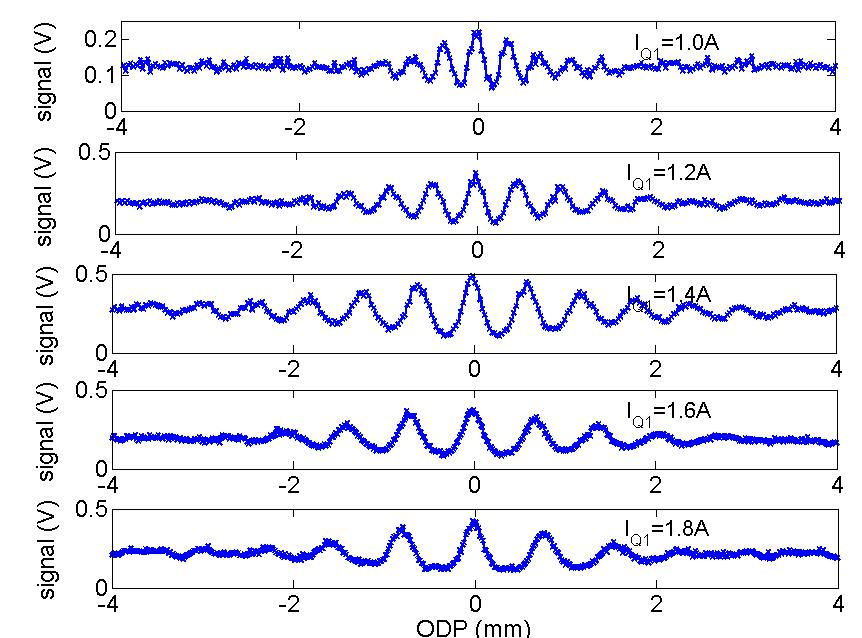 signal (V)
0.2
0.1
0
I_Q1=1.0A
-4 -2 0 2 4
signal (V)
0.5
0
I_Q1=1.2A
-4 -2 0 2 4
signal (V)
0.5
0
I_Q1=1.4A
-4 -2 0 2 4
signal (V)
0.5
0
I_Q1=1.6A
-4 -2 0 2 4
signal (V)
0.5
0
I_Q1=1.8A
-4 -2 0 2 4
ODP (mm)